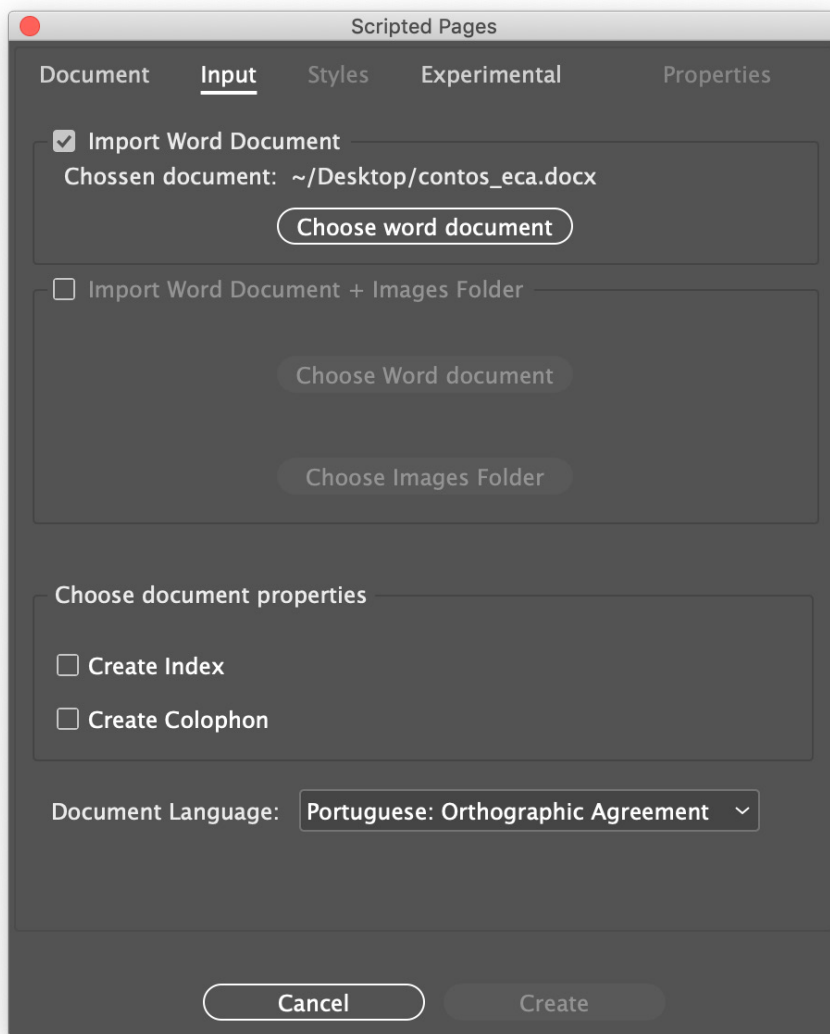 Scripted Pages
Document Input Styles Experimental Properties
Import Word Document
Chossen document: ~/Desktop/contos_eca.docx
Choose word document
Import Word Document + Images Folder
Choose Word document
Choose Images Folder
Choose document properties
Create Index
Create Colophon
Document Language: Portuguese: Orthographic Agreement
Cancel Create